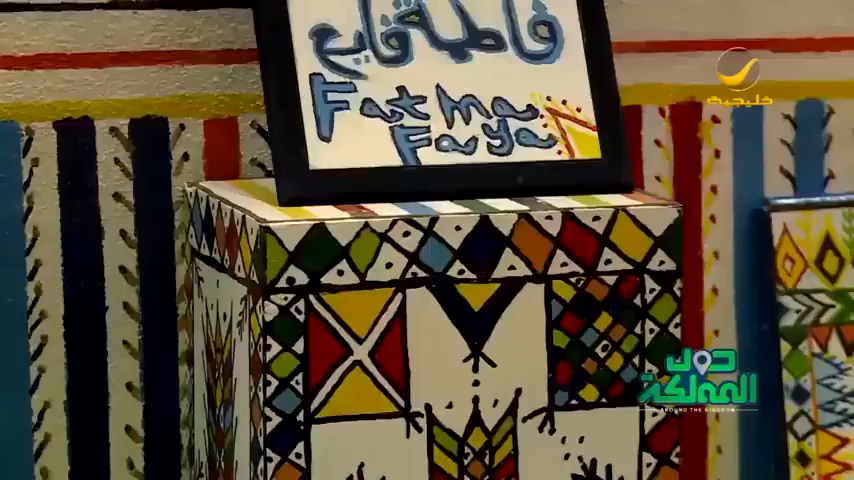 فاطمة فايع
Fatma
Faya
خليجية
حول
المملكة
AROUND THE KINGDOM